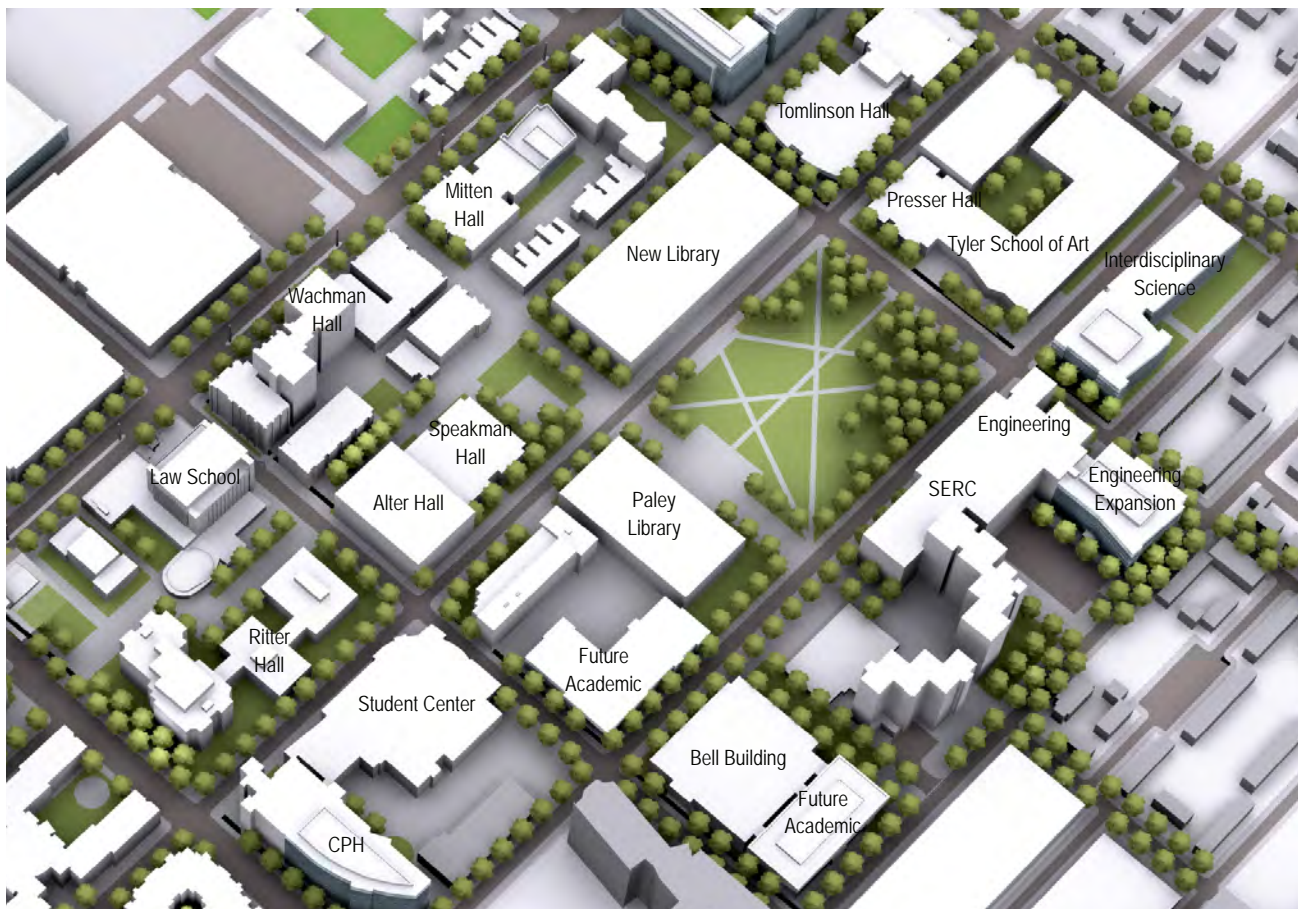 Tomlinson Hall
Mitten
Hall
Presser Hall
Tyler School of Art
New Library
Interdisciplinary
Science
Wachman
Hall
Engineering
Speakman
Hall
Law School
Engineering
Expansion
SERC
Alter Hall
Paley
Library
Ritter
Hall
Future
Academic
Student Center
Bell Building
Future
Academic
CPH